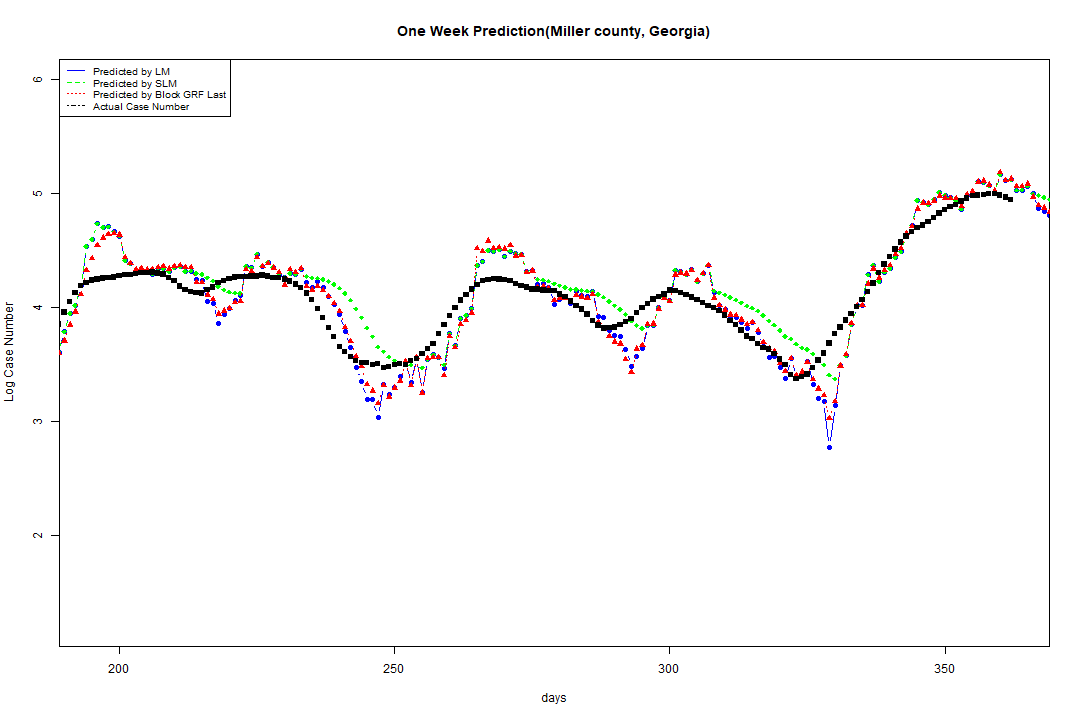 One Week Prediction(Miller county, Georgia)
Predicted by LM
Predicted by SLM
Predicted by Block GRF Last
Actual Case Number
6
5
4
3
2
Log Case Number
200
250
300
350
days